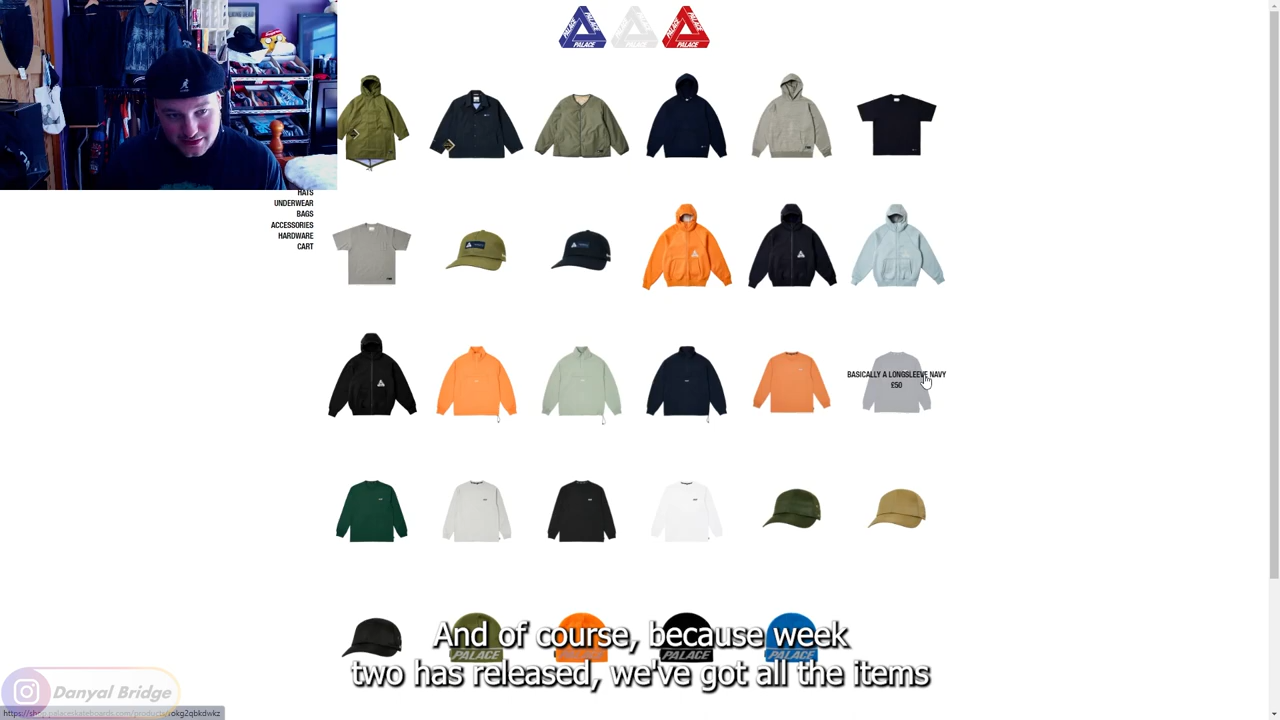 PALACE
PALACE
PALACE
HATS
UNDERWEAR
BAGS
ACCESSORIES
HARDWARE
CART
BASICALLY A LONGSLEEVE NAVY
£50
PALACE
PALACE
PALACE
PALACE
And of course, because week
two has released, we've got all the items
Danyal Bridge